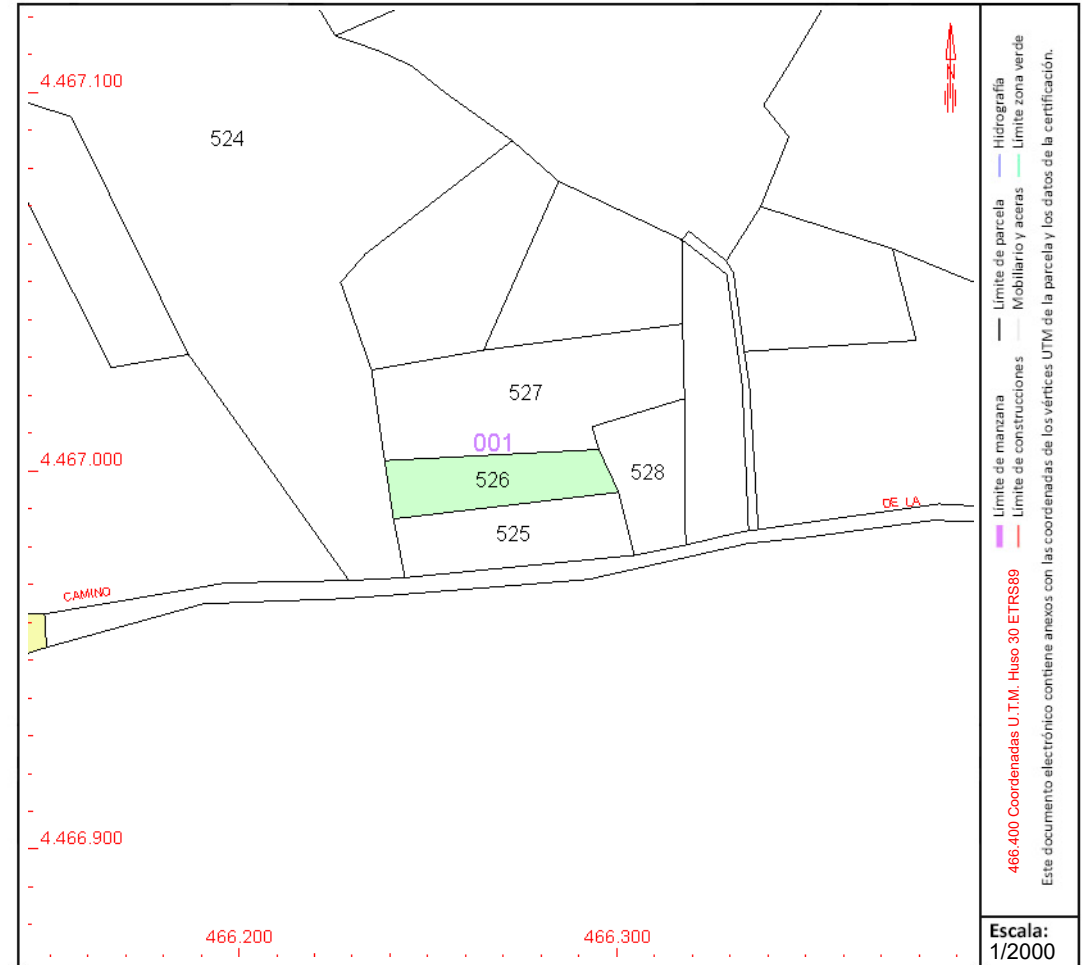 4.467.100
524
527
001
4.467.000
526
528
525
DE LA
CAMINO
4.466.900
466.200
466.300
N
Límite de manzana
Límite de parcela
Hidrografía
Límite de construcciones
Mobiliario y aceras
Límite zona verde
466.400 Coordenadas U.T.M. Huso 30 ETRS89
Este documento electrónico contiene anexos con las coordenadas de los vértices UTM de la parcela y los datos de la certificación.
Escala:
1/2000